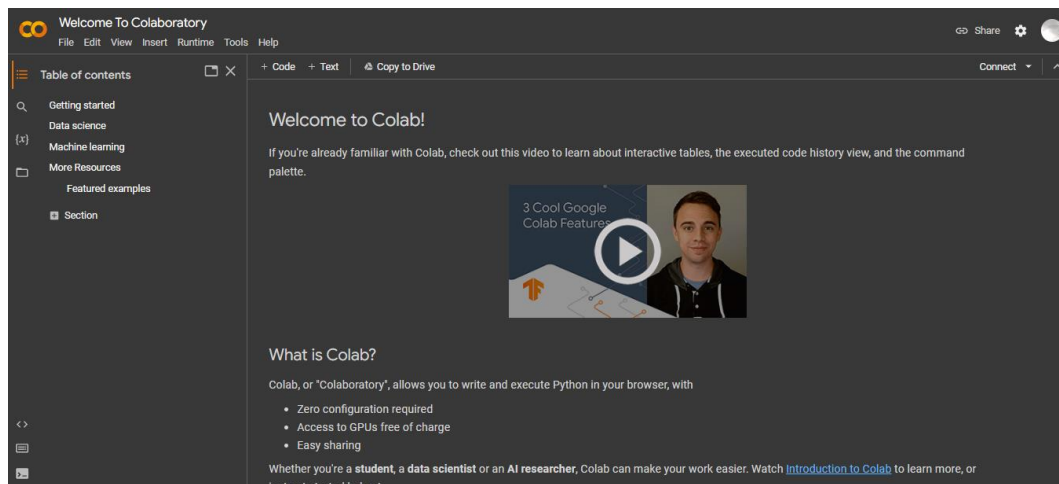 Welcome To Colaboratory
File Edit View Insert Runtime Tools Help
Share
Table of contents
+ Code + Text Copy to Drive
Connect
Getting started
Data science
{x}
Machine learning
More Resources
Featured examples
Section
Welcome to Colab!
If you're already familiar with Colab, check out this video to learn about interactive tables, the executed code history view, and the command
palette.
3 Cool Google
Colab Features
What is Colab?
Colab, or "Colaboratory", allows you to write and execute Python in your browser, with
• Zero configuration required
• Access to GPUs free of charge
• Easy sharing
Whether you're a student, a data scientist or an AI researcher, Colab can make your work easier. Watch Introduction to Colab to learn more, or